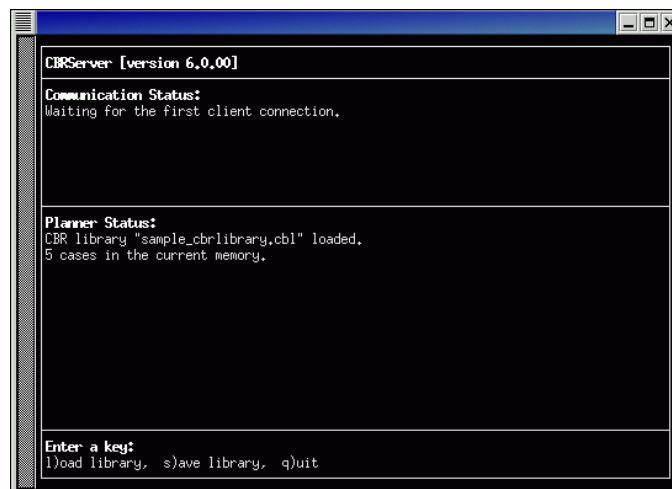 CBRServer [version 6.0.00]
Communication Status:
Waiting for the first client connection.
Planner Status:
CBR library "sample_cbrlibrary.cbl" loaded.
5 cases in the current memory.
Enter a key:
l)oad library,  s)ave library,  q)uit